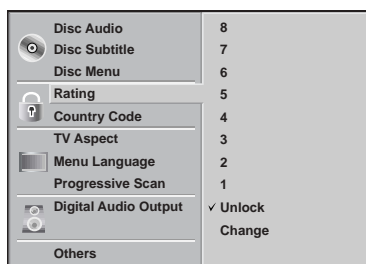 Disc Audio
Disc Subtitle
Disc Menu
Rating
Country Code
TV Aspect
Menu Language
Progressive Scan
Digital Audio Output
Others
8
7
6
5
4
3
2
1
✓ Unlock
Change